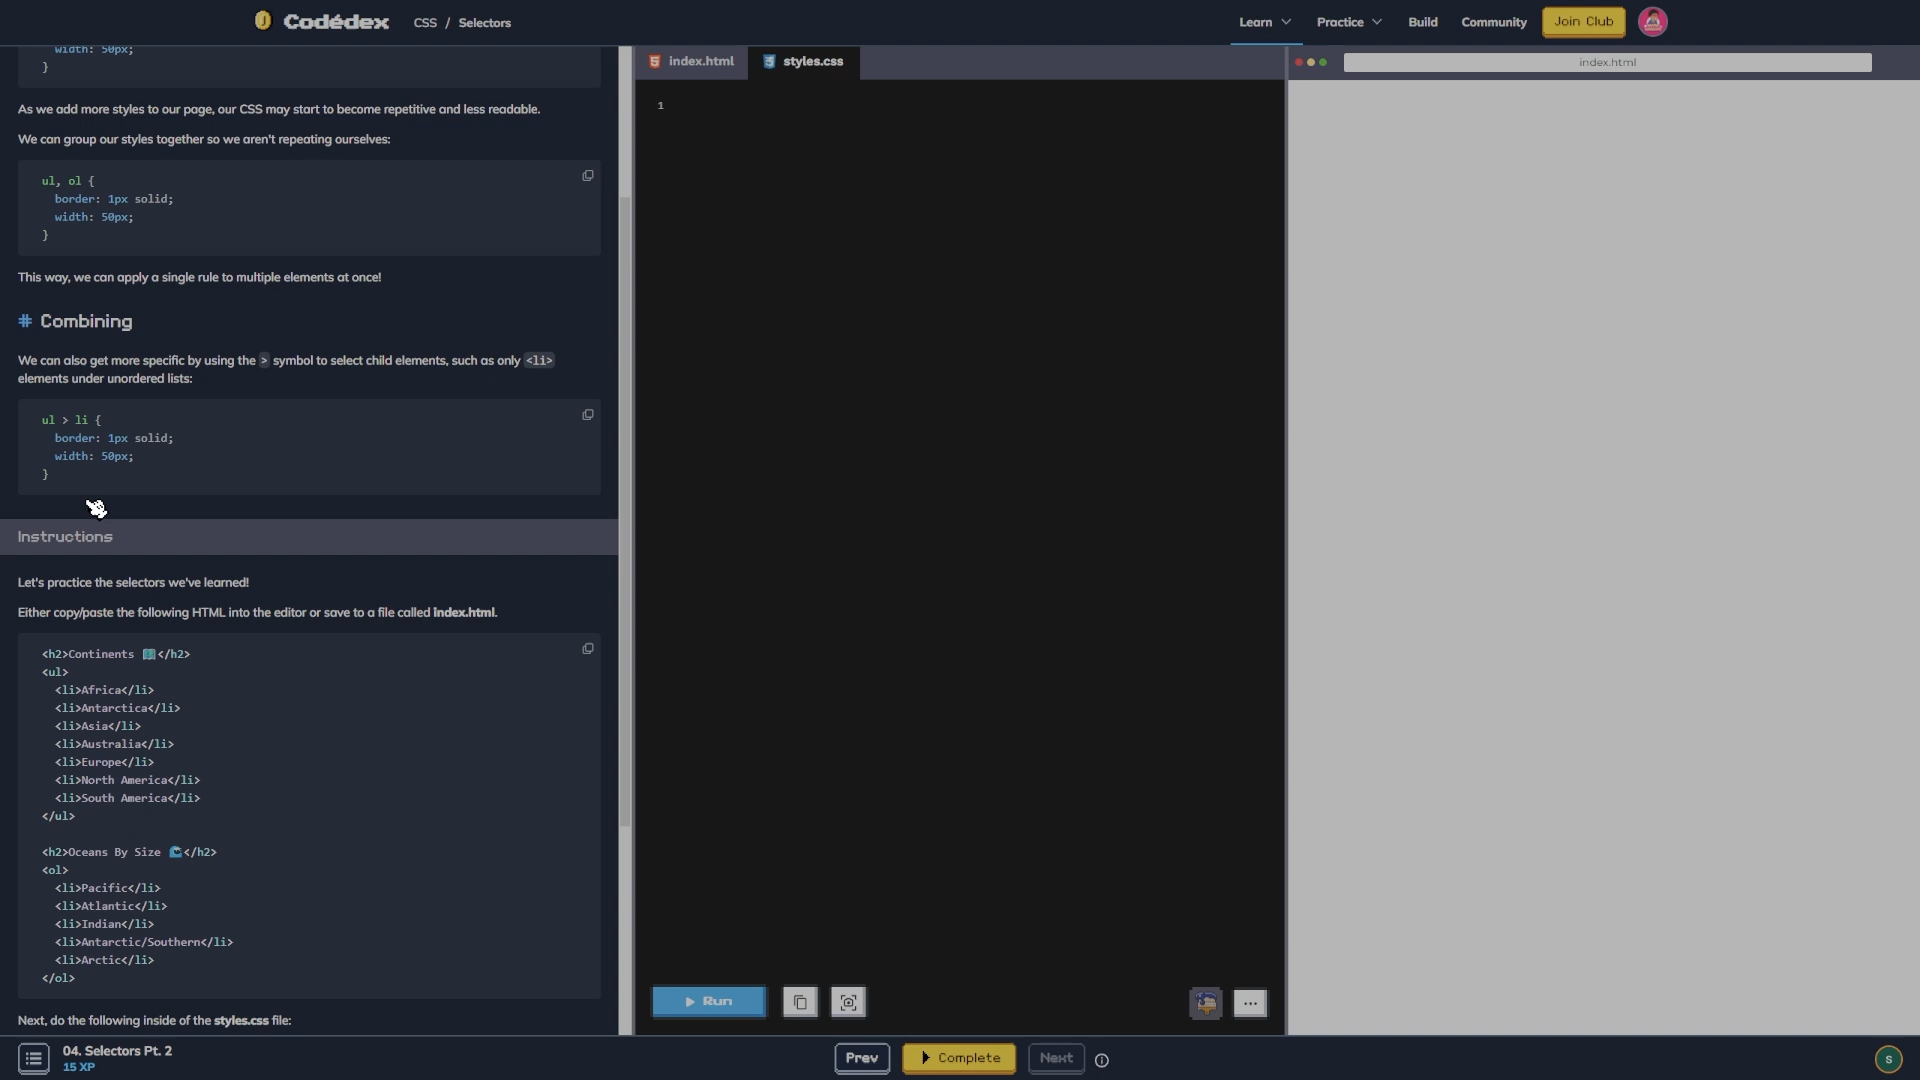 Codédex
CSS / Selectors
Learn
Practice
Build
Community
Join Club
width: 50px;
}
As we add more styles to our page, our CSS may start to become repetitive and less readable.
We can group our styles together so we aren't repeating ourselves:
ul, ol {
border: 1px solid;
width: 50px;
}
This way, we can apply a single rule to multiple elements at once!
# Combining
We can also get more specific by using the > symbol to select child elements, such as only <li>
elements under unordered lists:
ul > li {
border: 1px solid;
width: 50px;
}
Instructions
Let's practice the selectors we've learned!
Either copy/paste the following HTML into the editor or save to a file called index.html.
<h2>Continents 🗺️</h2>
<ul>
<li>Africa</li>
<li>Antarctica</li>
<li>Asia</li>
<li>Australia</li>
<li>Europe</li>
<li>North America</li>
<li>South America</li>
</ul>
<h2>Oceans By Size 🌊</h2>
<ol>
<li>Pacific</li>
<li>Atlantic</li>
<li>Indian</li>
<li>Antarctic/Southern</li>
<li>Arctic</li>
</ol>
Next, do the following inside of the styles.css file:
index.html
styles.css
1
Run
index.html
04. Selectors Pt. 2
15 XP
Prev
Complete
Next
S